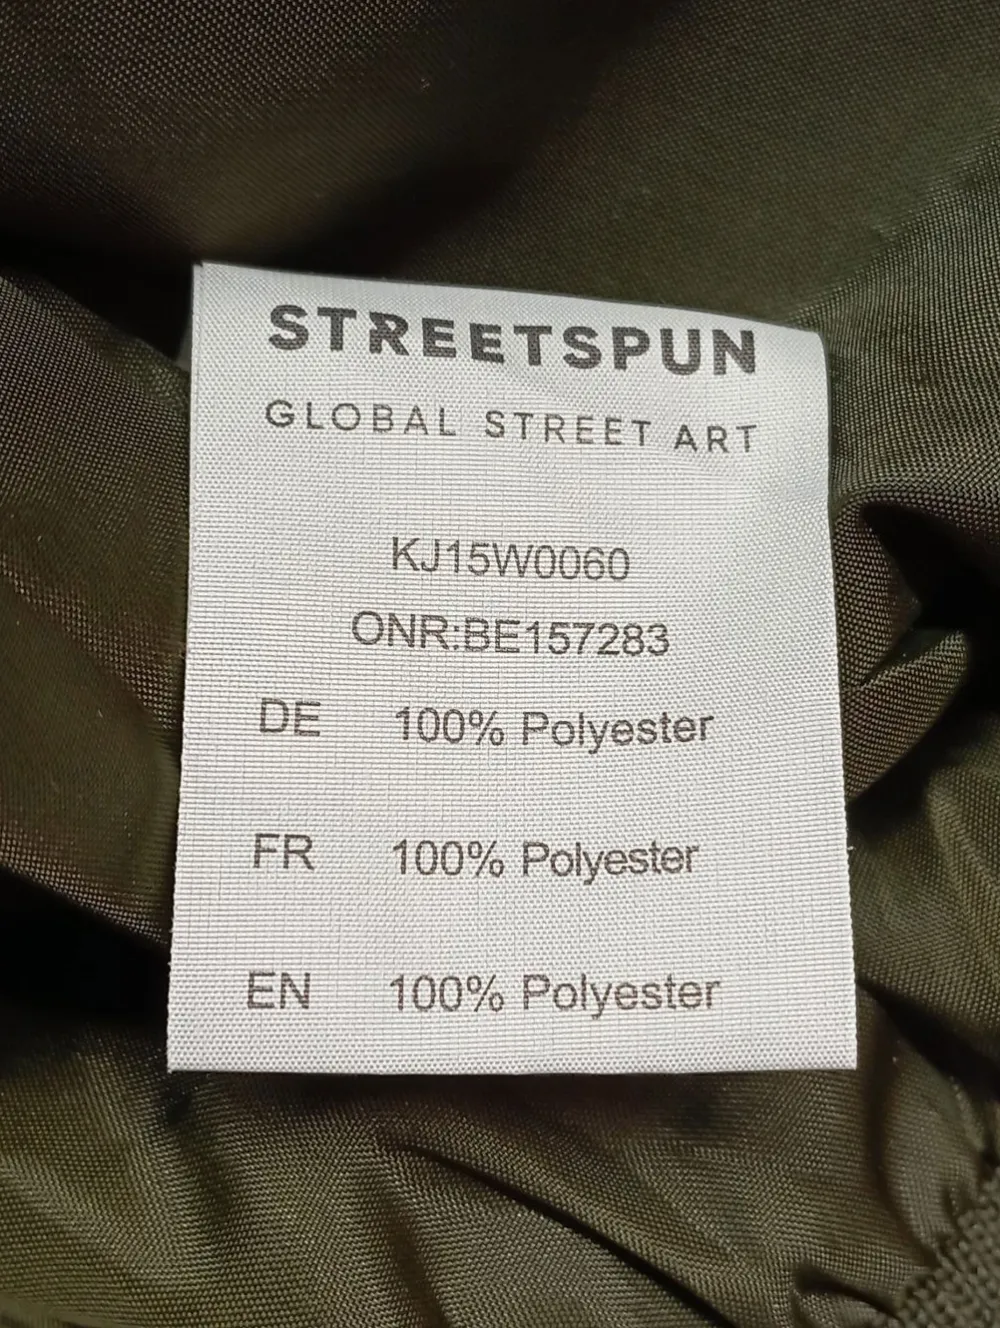 STREETSPUN
GLOBAL STREET ART
KJ15W0060
ONR:BE157283
DE 100% Polyester
FR 100% Polyester
EN 100% Polyester